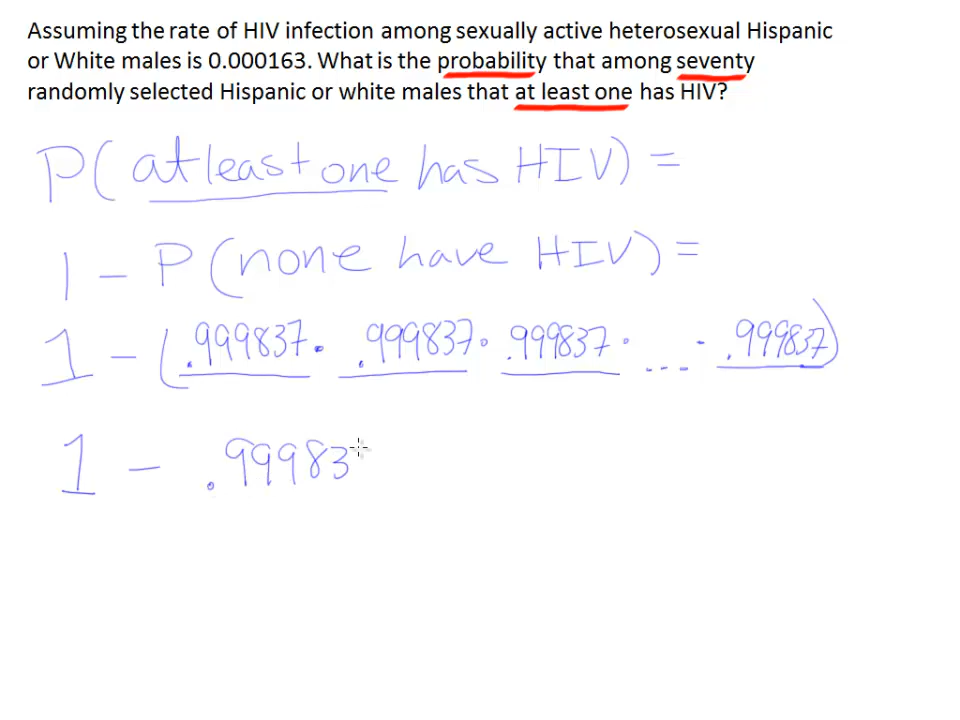 Assuming the rate of HIV infection among sexually active heterosexual Hispanic
or White males is 0.000163. What is the probability that among seventy
randomly selected Hispanic or white males that at least one has HIV?
P( at least one has HIV) =
1 - P (none have HIV) =
1 - (.999837 · .999837 · .999837 · ... · .999837)
1 - .99983